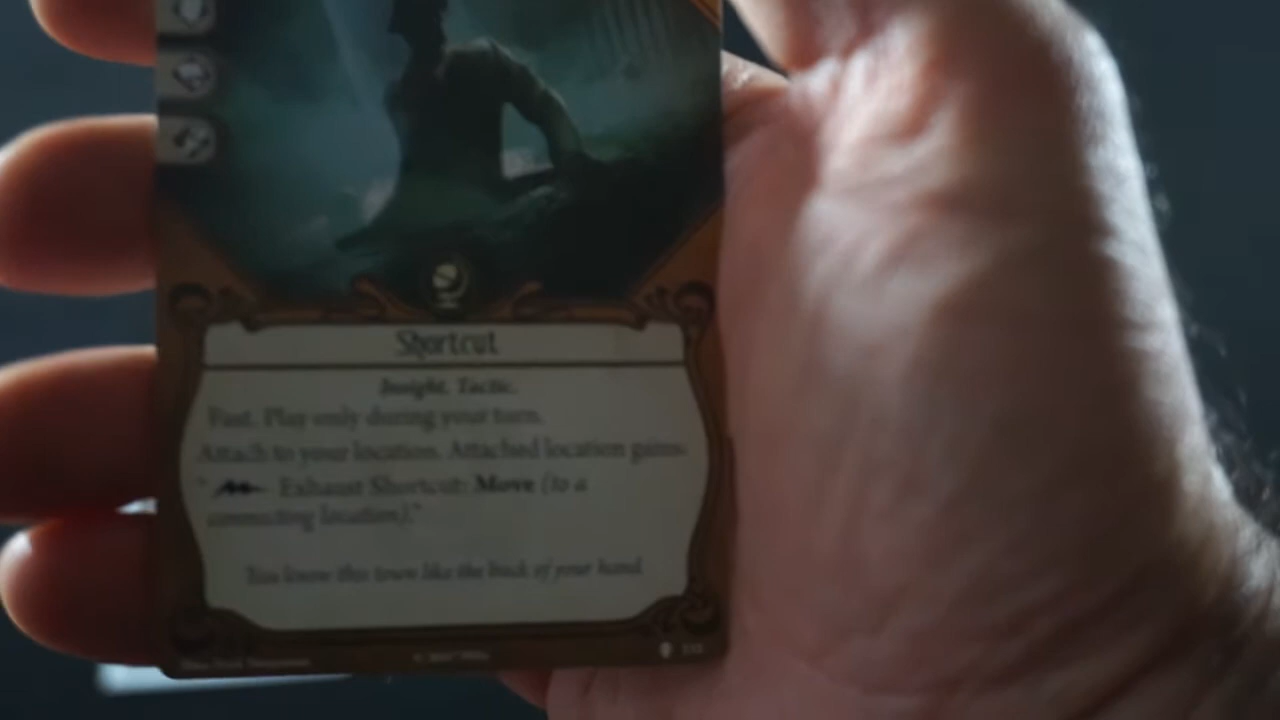 Shortcut
Insight. Tactic.
Fast. Play only during your turn.
Attach to your location. Attached location gains:
" Exhaust Shortcut: Move (to a
connecting location)."
You know this town like the back of your hand.